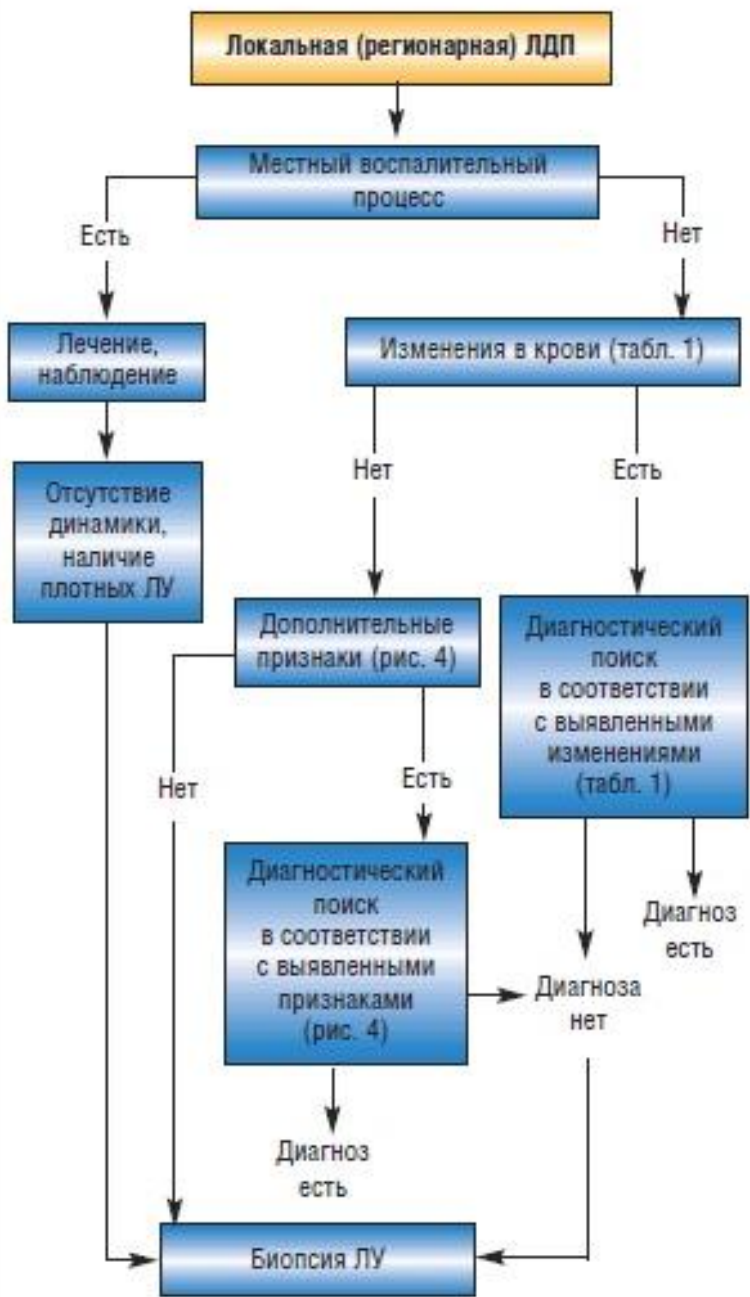 Локальная (регионарная) ЛДП
Местный воспалительный
процесс
Есть
Нет
Лечение,
наблюдение
Изменения в крови (табл. 1)
Нет
Есть
Отсутствие
динамики,
наличие
плотных ЛУ
Дополнительные
признаки (рис. 4)
Диагностический
поиск
в соответствии
с выявленными
изменениями
(табл. 1)
Нет
Есть
Диагностический
поиск
в соответствии
с выявленными
признаками
(рис. 4)
Диагноз
есть
Диагноза
нет
Диагноз
есть
Биопсия ЛУ